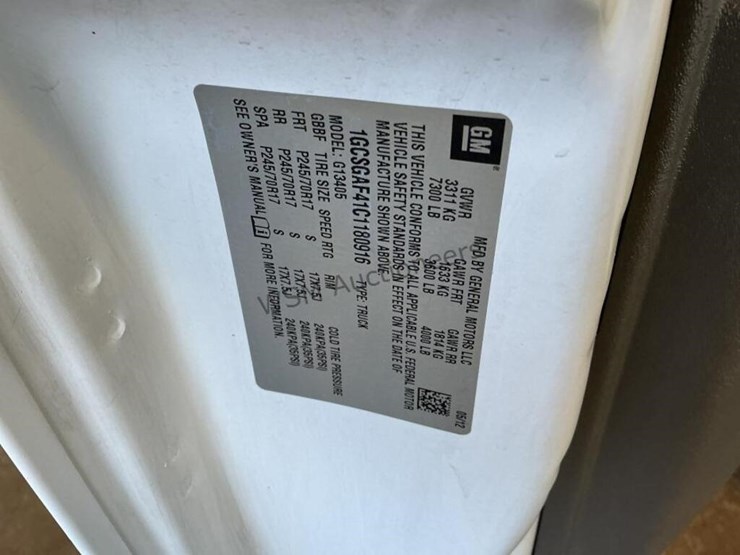 GM
MFD BY GENERAL MOTORS LLC
05/12
GVWR GAWR FRT GAWR RR
3311 KG 1633 KG 1814 KG
7300 LB 3600 LB 4000 LB
THIS VEHICLE CONFORMS TO ALL APPLICABLE U.S. FEDERAL MOTOR
VEHICLE SAFETY STANDARDS IN EFFECT ON THE DATE OF
MANUFACTURE SHOWN ABOVE.
1GCSGAF41C1180916 TYPE: TRUCK
MODEL: G13405
GBBF TIRE SIZE SPEED RTG RIM COLD TIRE PRESSURE
FRT P245/70R17 S 17X7.5J 240KPA(35PSI)
RR P245/70R17 S 17X7.5J 240KPA(35PSI)
SPA P245/70R17 S 17X7.5J 240KPA(35PSI)
SEE OWNER'S MANUAL FOR MORE INFORMATION.